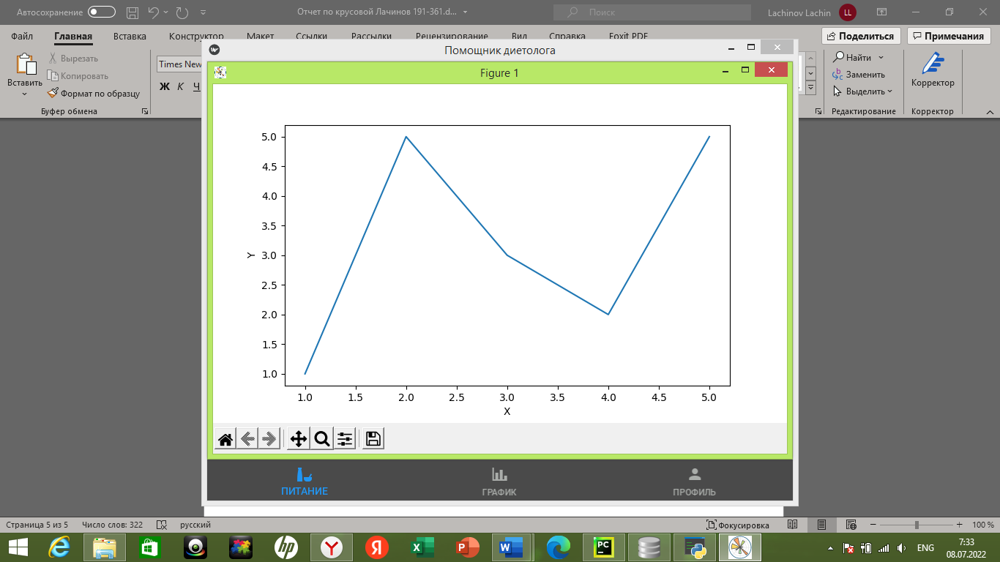 Автосохранение
Отчет по крусовой Лачинов 191-361.d...
Поиск
Lachinov Lachin
LL
Файл Главная Вставка Конструктор Макет Ссылки Рассылки Рецензирование Вид Справка Foxit PDF
Поделиться
Примечания
Вставить
Вырезать
Копировать
Формат по образцу
Буфер обмена
Times New
Ж К Ч
Найти
Заменить
Выделить
Редактирование
Корректор
Корректор
Помощник диетолога
Figure 1
5.0
4.5
4.0
3.5
3.0
2.5
2.0
1.5
1.0
Y
1.0 1.5 2.0 2.5 3.0 3.5 4.0 4.5 5.0
X
ПИТАНИЕ
ГРАФИК
ПРОФИЛЬ
Страница 5 из 5 Число слов: 322 русский
Фокусировка
100 %
ENG
7:33
08.07.2022